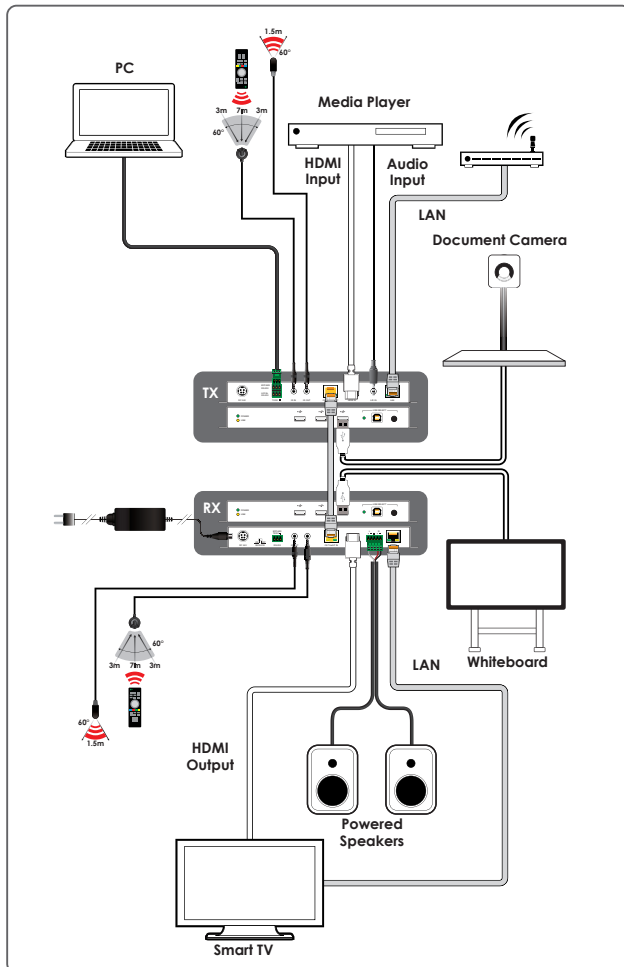 1.5m
60°
PC
3m 7m 3m
60°
Media Player
HDMI
Input
Audio
Input
LAN
Document Camera
TX
RX
60°
3m 7m 3m
60°
1.5m
HDMI
Output
LAN
Whiteboard
Powered
Speakers
Smart TV